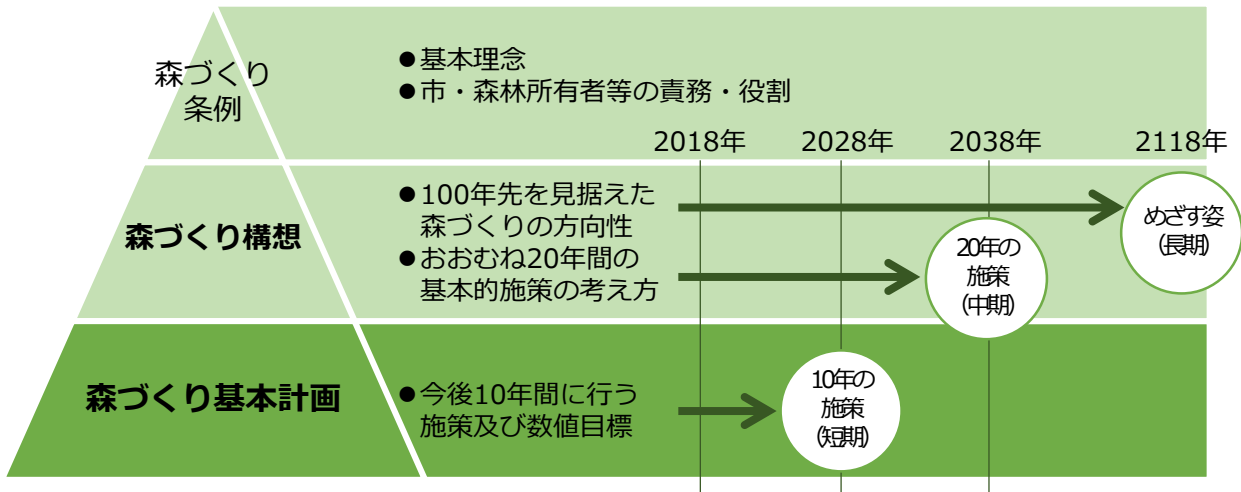 森づくり
条例
●基本理念
●市・森林所有者等の責務・役割
2018年 2028年 2038年 2118年
森づくり構想
●100年先を見据えた
森づくりの方向性
●おおむね20年間の
基本的施策の考え方
めざす姿
(長期)
20年の
施策
(中期)
森づくり基本計画
●今後10年間に行う
施策及び数値目標
10年の
施策
(短期)